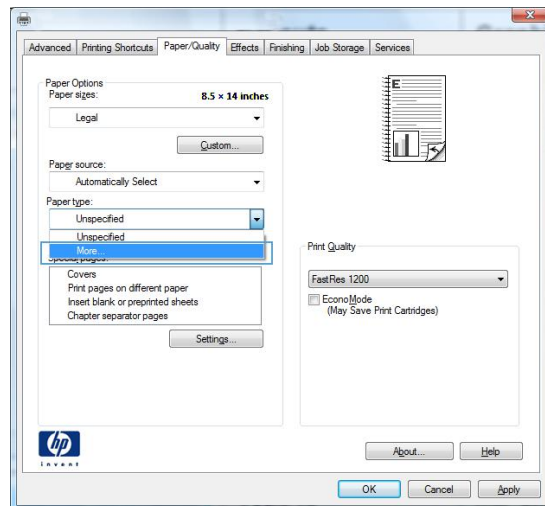 Advanced Printing Shortcuts Paper/Quality Effects Finishing Job Storage Services
Paper Options
Paper sizes: 8.5 × 14 inches
Legal
Custom...
Paper source:
Automatically Select
Paper type:
Unspecified
Unspecified
More...
Special pages:
Covers
Print pages on different paper
Insert blank or preprinted sheets
Chapter separator pages
Settings...
E
Print Quality
FastRes 1200
EconoMode
(May Save Print Cartridges)
hp
invent
About... Help
OK Cancel Apply